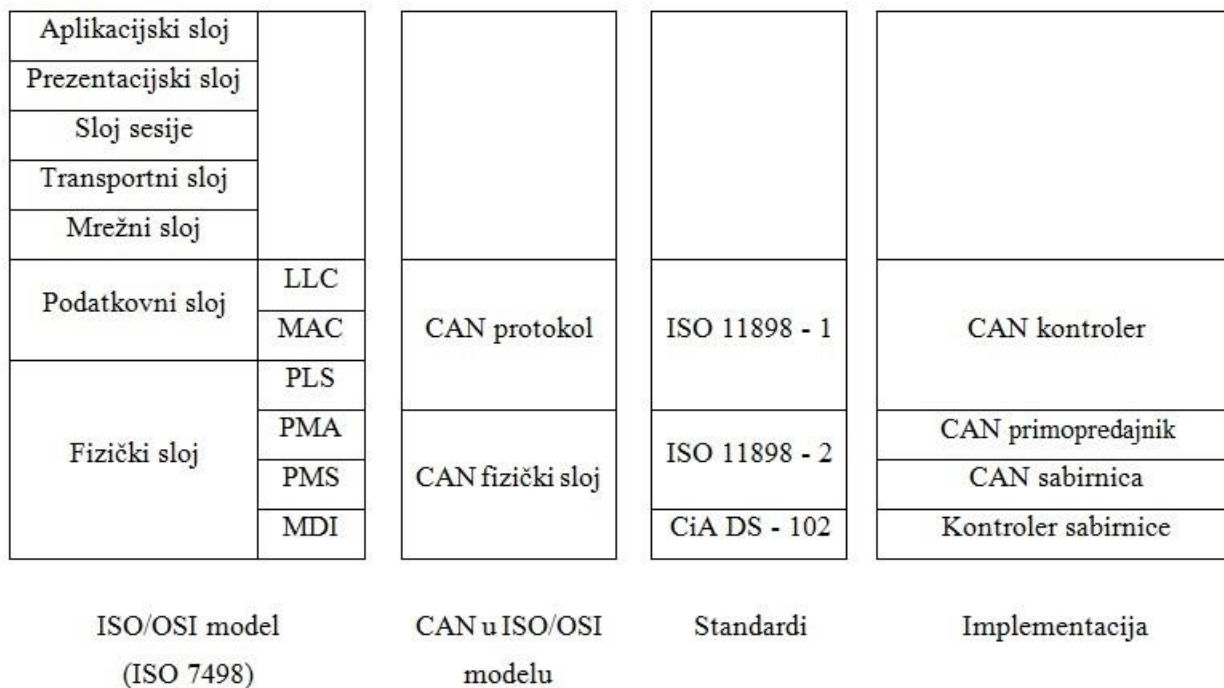 Aplikacijski sloj
Prezentacijski sloj
Sloj sesije
Transportni sloj
Mrežni sloj
Podatkovni sloj
LLC
MAC
CAN protokol
ISO 11898 - 1
CAN kontroler
Fizički sloj
PLS
PMA
PMS
MDI
CAN fizički sloj
ISO 11898 - 2
CiA DS - 102
CAN primopredajnik
CAN sabirnica
Kontroler sabirnice
ISO/OSI model
(ISO 7498)
CAN u ISO/OSI
modelu
Standardi
Implementacija